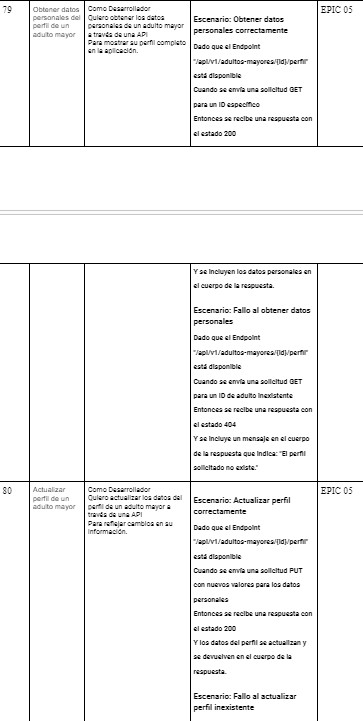 79
Obtener datos
personales del
perfil de un
adulto mayor
Como Desarrollador
Quiero obtener los datos
personales de un adulto mayor
a través de una API
Para mostrar su perfil completo
en la aplicación.
Escenario: Obtener datos
personales correctamente
Dado que el Endpoint
"/api/v1/adultos-mayores/{id}/perfil"
está disponible
Cuando se envía una solicitud GET
para un ID específico
Entonces se recibe una respuesta con
el estado 200
EPIC 05
Y se incluyen los datos personales en
el cuerpo de la respuesta.
Escenario: Fallo al obtener datos
personales
Dado que el Endpoint
"/api/v1/adultos-mayores/{id}/perfil"
está disponible
Cuando se envía una solicitud GET
para un ID de adulto inexistente
Entonces se recibe una respuesta con
el estado 404
Y se incluye un mensaje en el cuerpo
de la respuesta que indica: "El perfil
solicitado no existe."
80
Actualizar
perfil de un
adulto mayor
Como Desarrollador
Quiero actualizar los datos del
perfil de un adulto mayor a
través de una API
Para reflejar cambios en su
información.
Escenario: Actualizar perfil
correctamente
Dado que el Endpoint
"/api/v1/adultos-mayores/{id}/perfil"
está disponible
Cuando se envía una solicitud PUT
con nuevos valores para los datos
personales
Entonces se recibe una respuesta con
el estado 200
Y los datos del perfil se actualizan y
se devuelven en el cuerpo de la
respuesta.
Escenario: Fallo al actualizar
perfil inexistente
EPIC 05